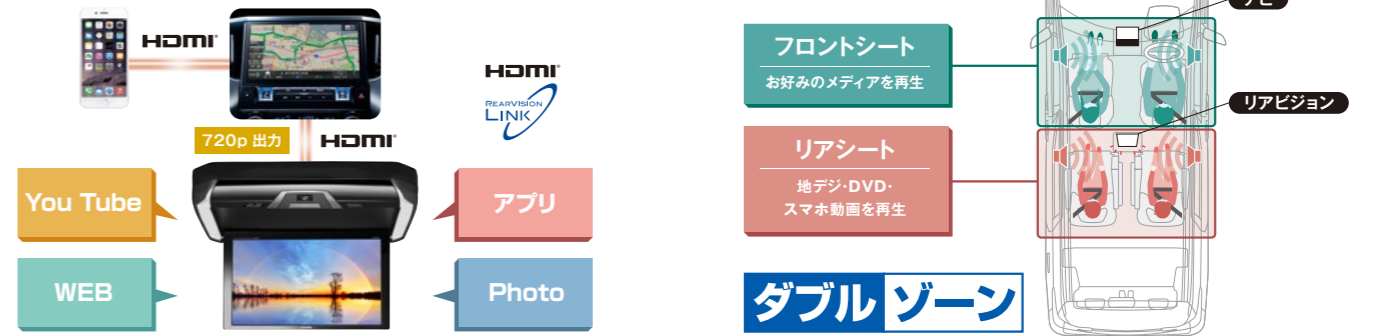 HDMI
HDMI
REARVISION
LINK
720p 出力
HDMI
You Tube
アプリ
WEB
Photo
フロントシート
お好みのメディアを再生
リアビジョン
リアシート
地デジ・DVD・
スマホ動画を再生
ダブル ゾーン